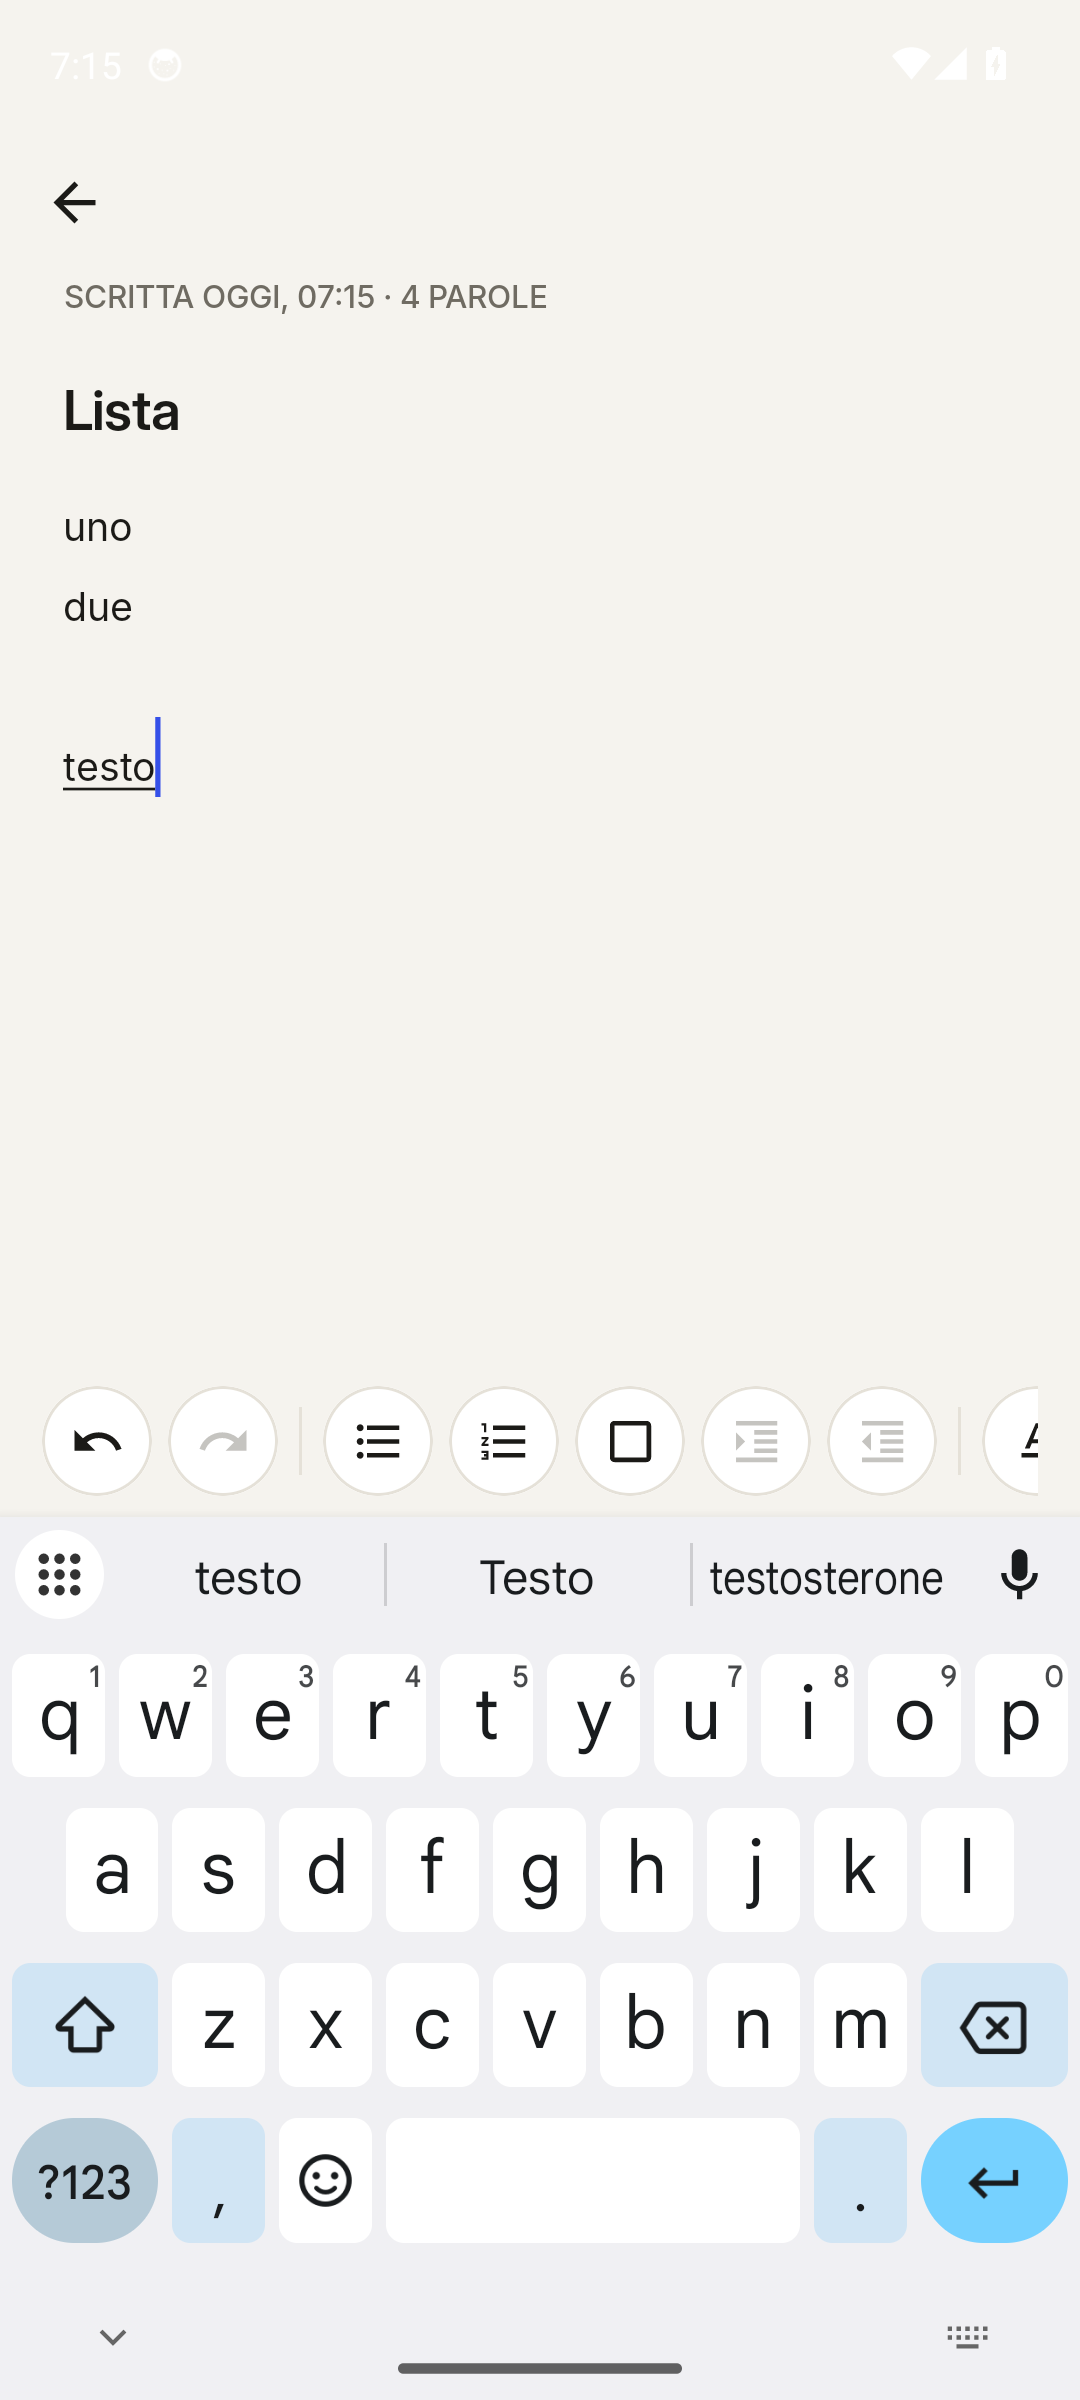 7:15
SCRITTA OGGI, 07:15 · 4 PAROLE
Lista
uno
due
testo
testo Testo testosterone
q 1 w 2 e 3 r 4 t 5 y 6 u 7 i 8 o 9 p 0
a s d f g h j k l
z x c v b n m
?123 , .